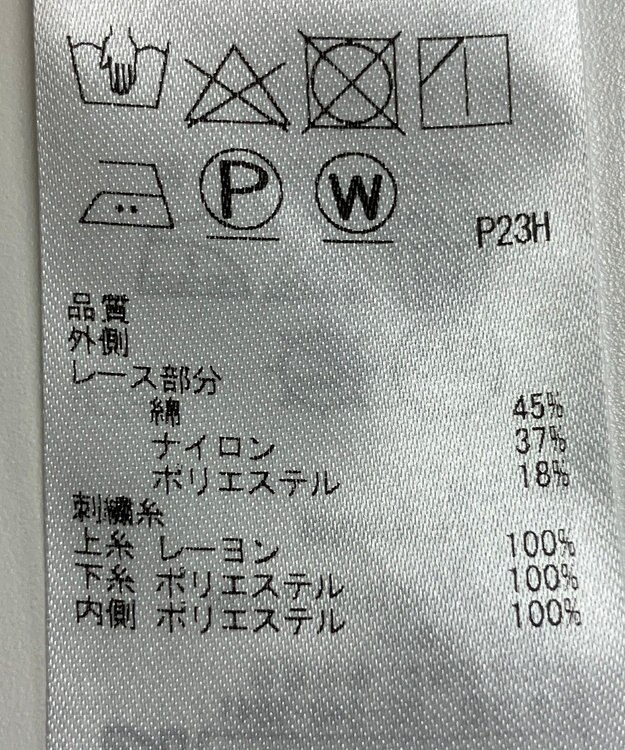 P W P23H
品質
外側
レース部分
綿 45%
ナイロン 37%
ポリエステル 18%
刺繍糸
上糸 レーヨン 100%
下糸 ポリエステル 100%
内側 ポリエステル 100%